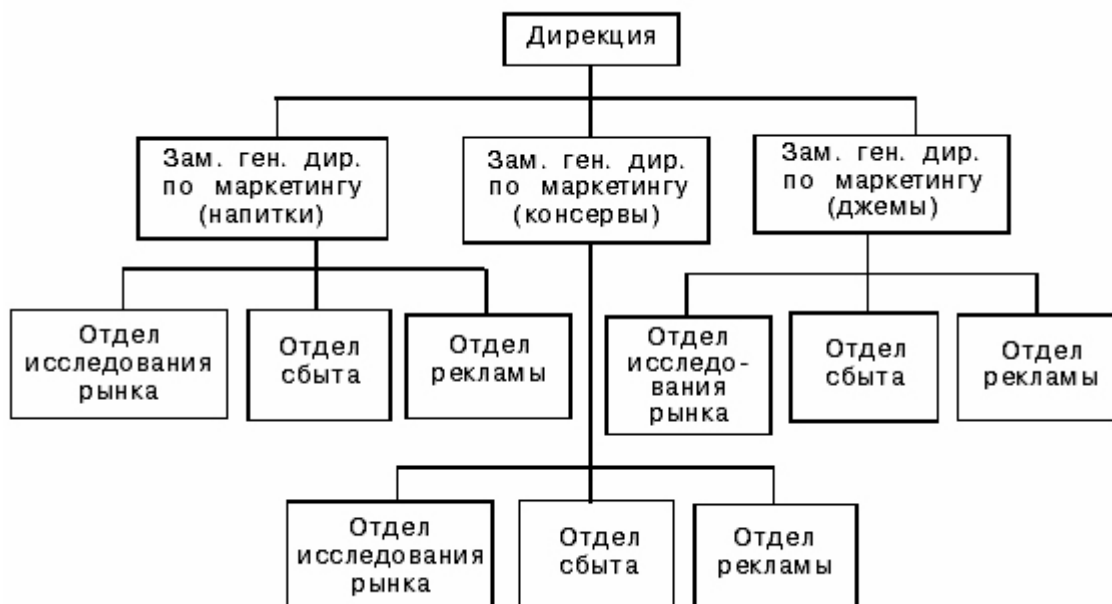 Дирекция
Зам. ген. дир.
по маркетингу
(напитки)
Зам. ген. дир.
по маркетингу
(консервы)
Зам. ген. дир.
по маркетингу
(джемы)
Отдел
исследования
рынка
Отдел
сбыта
Отдел
рекламы
Отдел
исследо-
вания
рынка
Отдел
сбыта
Отдел
рекламы
Отдел
исследования
рынка
Отдел
сбыта
Отдел
рекламы